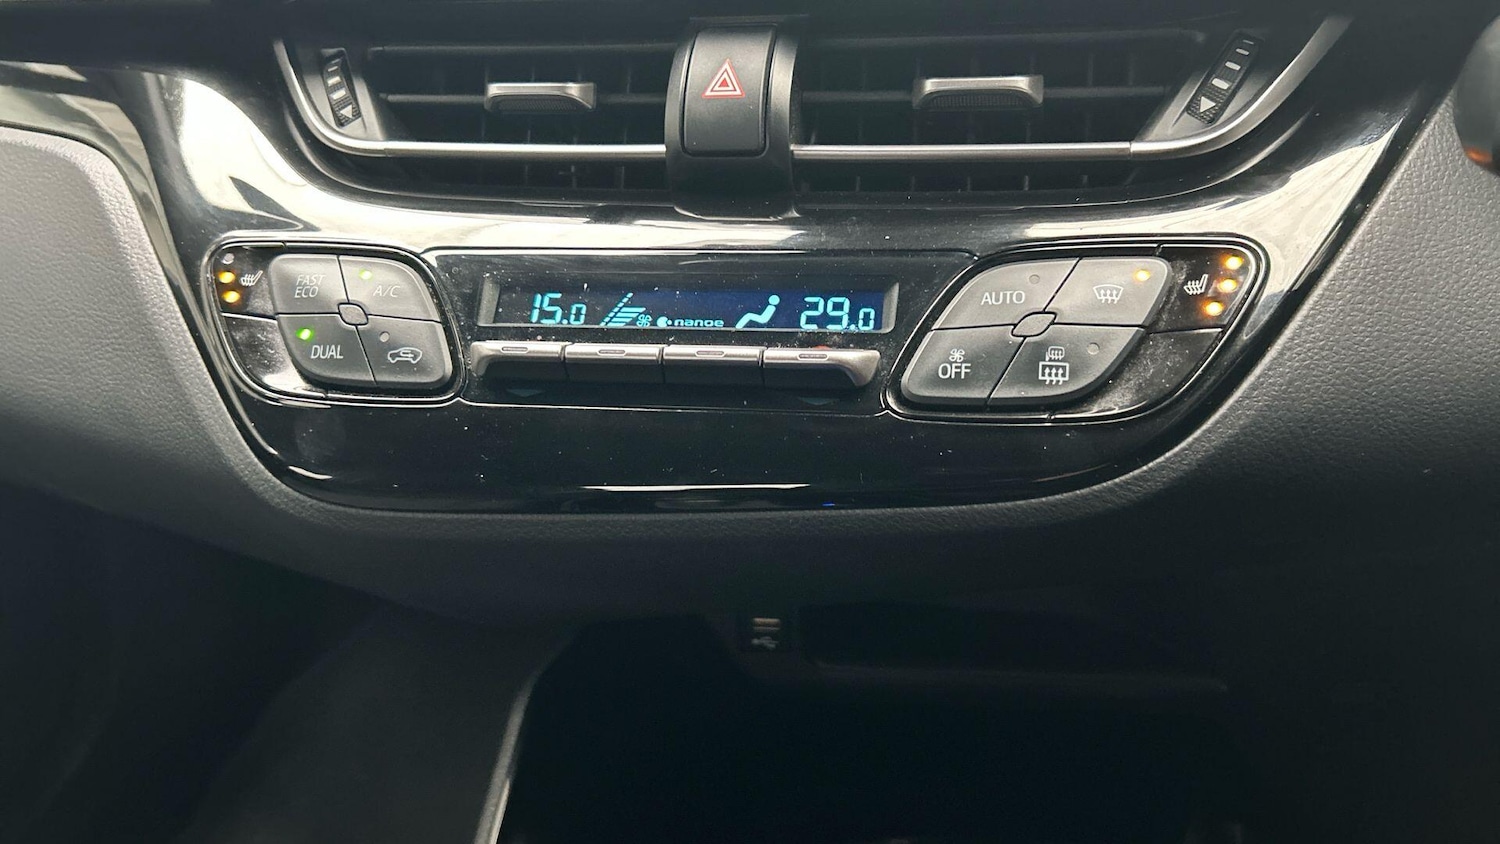 FAST
ECO
A/C
DUAL
15.0
nanoe
29.0
AUTO
OFF